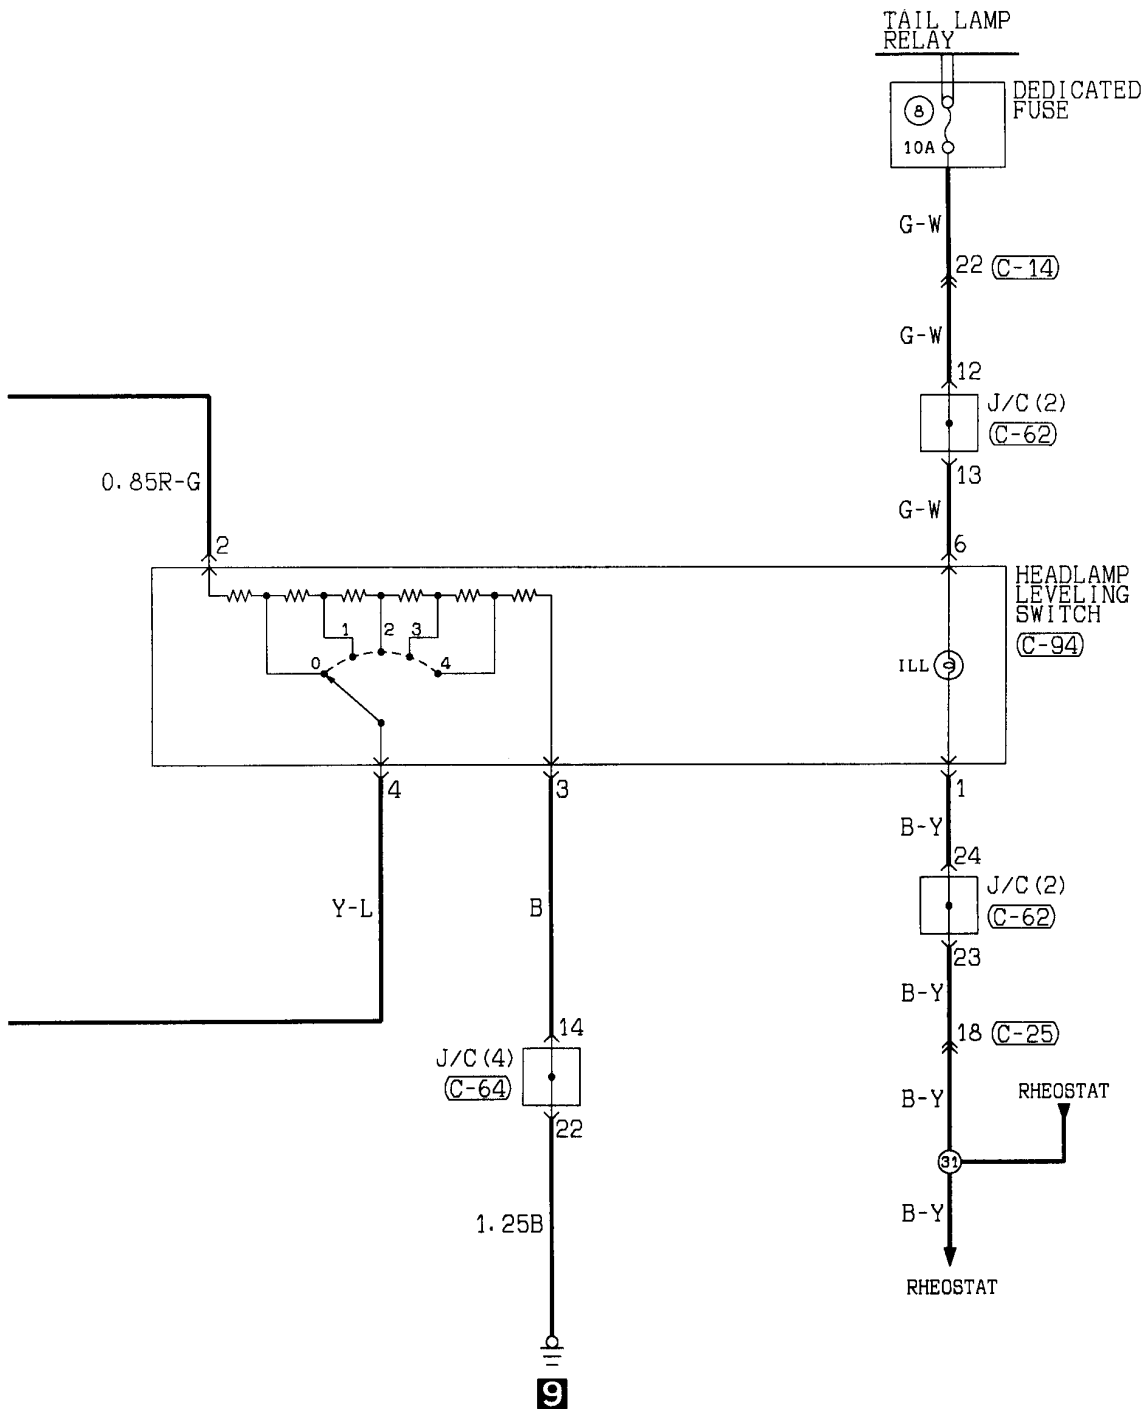 TAIL LAMP
RELAY
DEDICATED
FUSE
8
10A
G-W
22 C-14
G-W
12
J/C(2)
C-62
13
0.85R-G
G-W
2
6
HEADLAMP
LEVELING
SWITCH
C-94
1
2
3
0
4
ILL
4
3
1
B-Y
24
J/C(2)
C-62
Y-L
B
23
B-Y
14
18 C-25
J/C(4)
C-64
B-Y
RHEOSTAT
22
31
1.25B
B-Y
RHEOSTAT
9